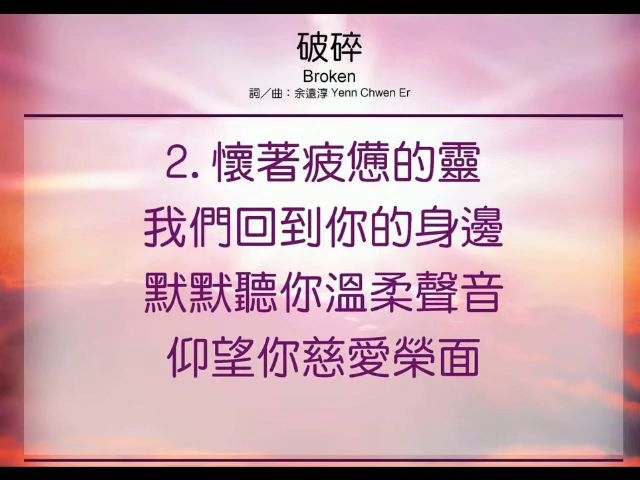 破碎
Broken
詞／曲：余遠淳 Yenn Chwen Er
2. 懷著疲憊的靈
我們回到你的身邊
默默聽你溫柔聲音
仰望你慈愛榮面